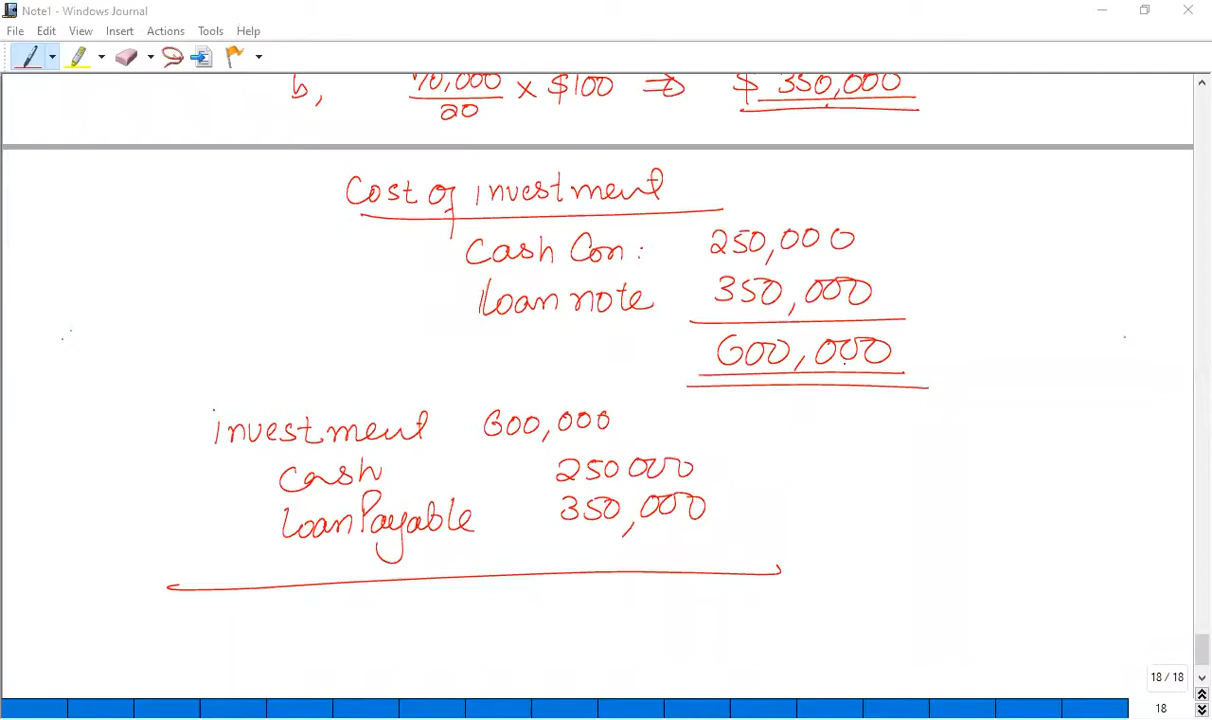 Note1 - Windows Journal
File Edit View Insert Actions Tools Help
b, 70,000 x $100 ⇒ $ 350,000
20
Cost of investment
Cash Con: 250,000
loan note 350,000
600,000
investment 600,000
cash 250000
loan Payable 350,000
18 / 18
18